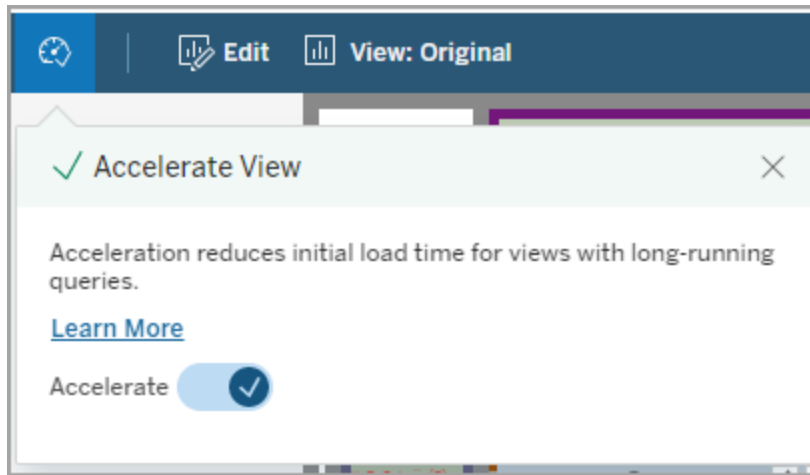 Edit View: Original
Accelerate View
Acceleration reduces initial load time for views with long-running
queries.
Learn More
Accelerate